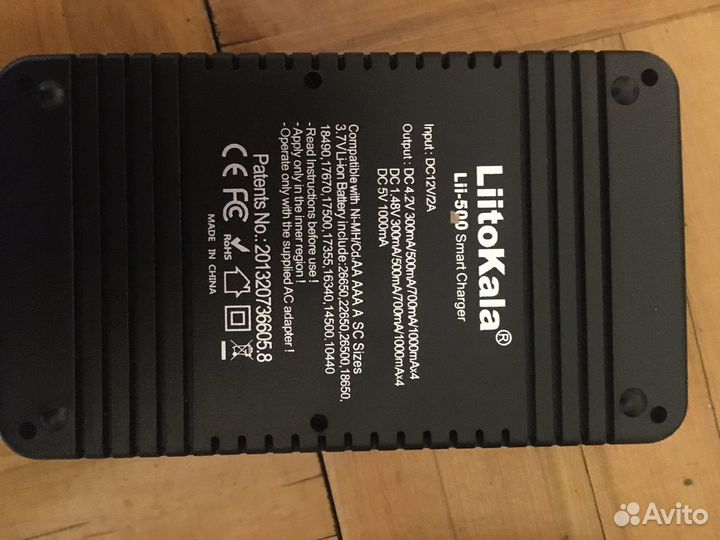 LiitoKala®
Lii-500 Smart Charger
Input : DC12V/2A
Output : DC 4.2V 300mA/500mA/700mA/1000mAx4
DC 1.48V 300mA/500mA/700mA/1000mAx4
DC 5V 1000mA
Compatible with Ni-MH/Cd.AA AAA A SC Sizes
3.7V/Li-Ion Battery include:26650,22650,26500,18650,
18490,17670,17500,17355,16340,14500,10440
- Read Instructions before use !
- Apply only in the inner region !
- Operate only with the supplied AC adapter !
Patents No.:201320736605.8
CE FC RoHS
MADE IN CHINA
Avito